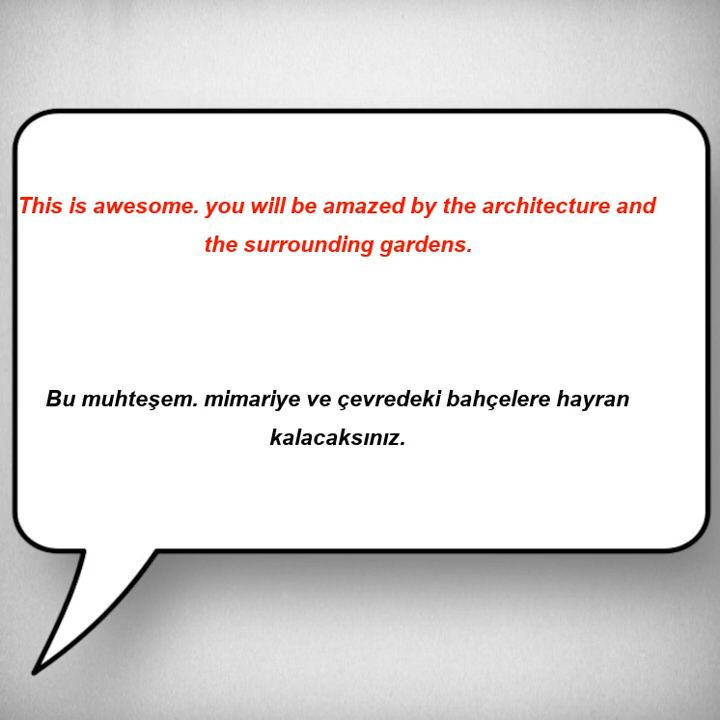 This is awesome. you will be amazed by the architecture and
the surrounding gardens.
Bu muhteşem. mimariye ve çevredeki bahçelere hayran
kalacaksınız.